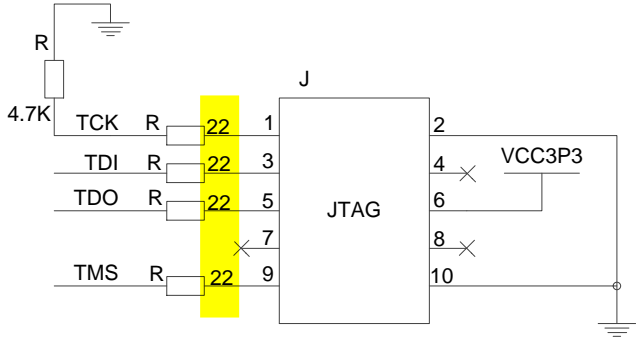 R
J
4.7K
TCK R 22 1 2
VCC3P3
TDI R 22 3 4
TDO R 22 5 JTAG 6
7 8
TMS R 22 9 10